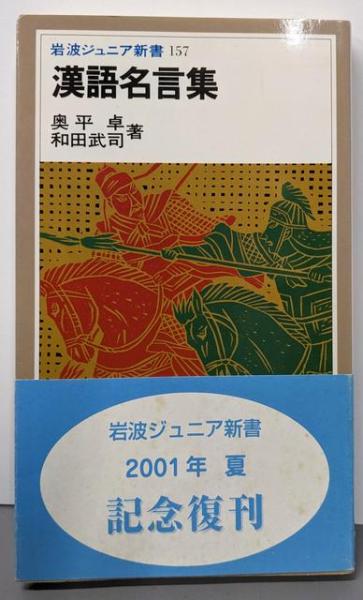 岩波ジュニア新書 157
漢語名言集
奥平 卓
和田武司 著
岩波ジュニア新書
2001年 夏
記念復刊